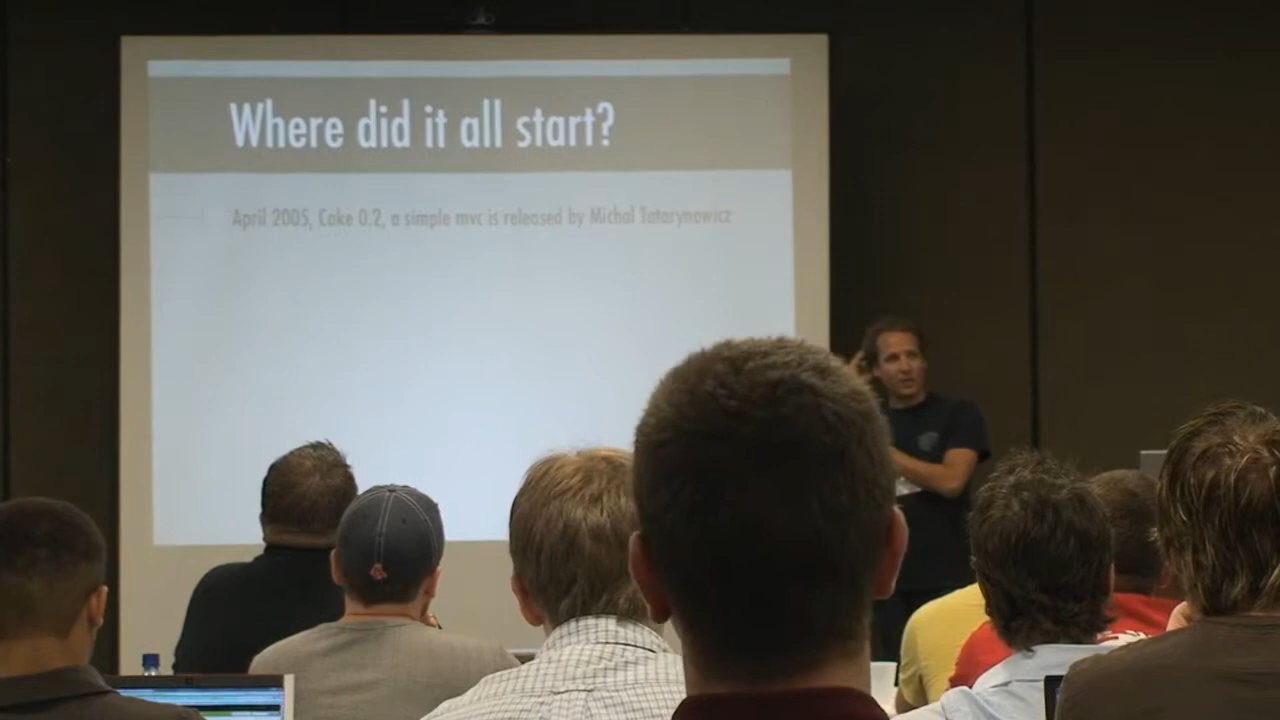 Where did it all start?
April 2005, Cake 0.2, a simple mvc is released by Michal Tatarynowicz